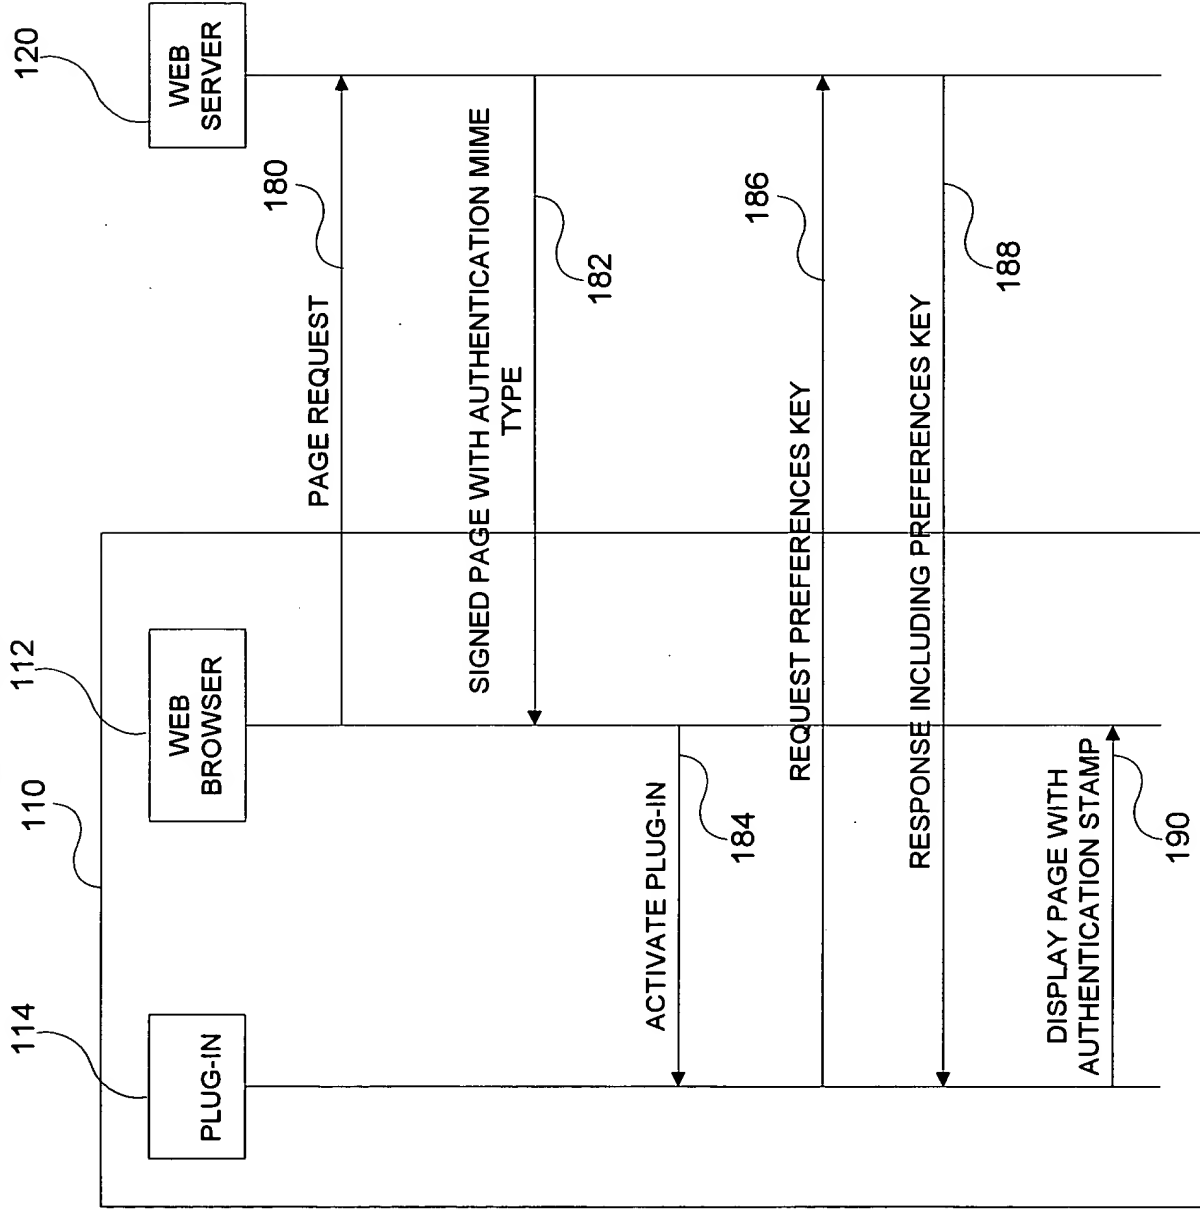 110
114
112
120
PLUG-IN
WEB
BROWSER
WEB
SERVER
PAGE REQUEST
180
SIGNED PAGE WITH AUTHENTICATION MIME
TYPE
182
ACTIVATE PLUG-IN
184
REQUEST PREFERENCES KEY
186
RESPONSE INCLUDING PREFERENCES KEY
188
DISPLAY PAGE WITH
AUTHENTICATION STAMP
190